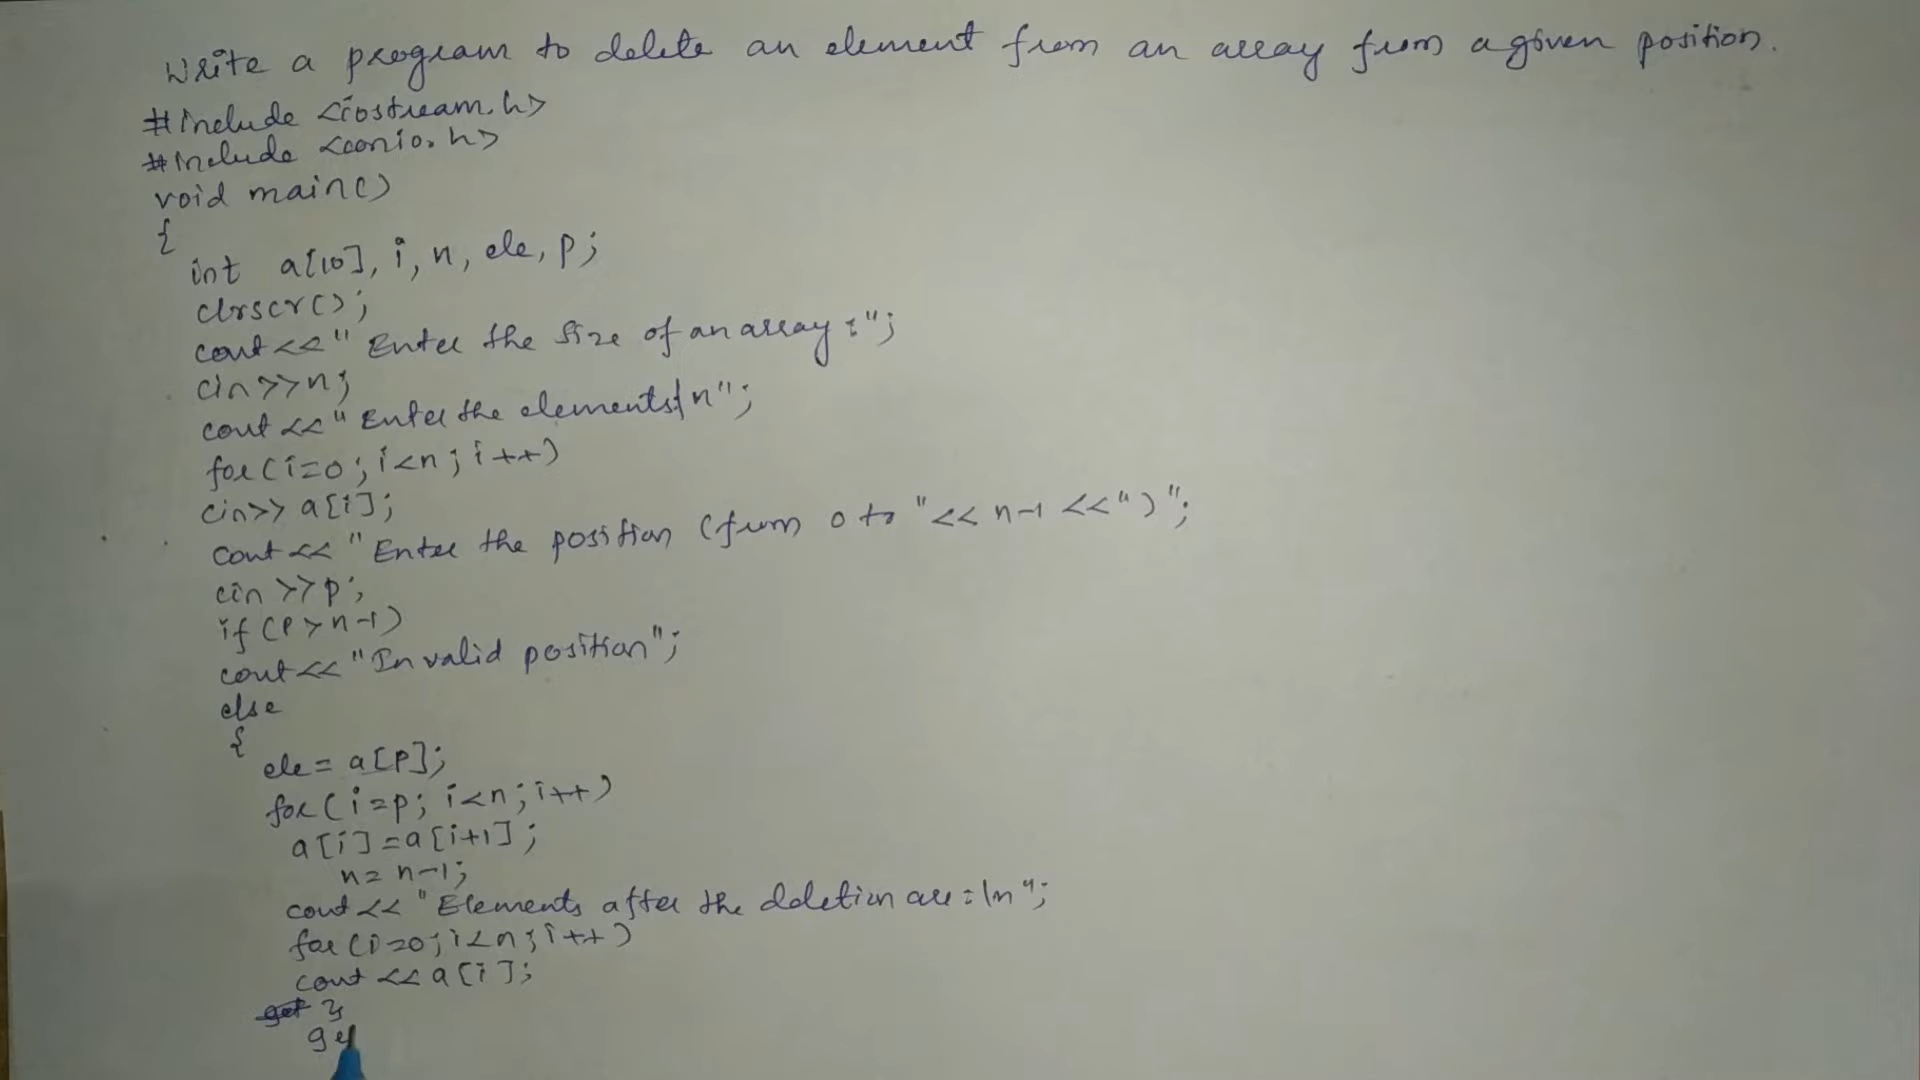 Write a program to delete an element from an array from a given position.
#include <iostream.h>
#include <conio.h>
void main()
{
int a[10], i, n, ele, p;
clrscr();
cout<<"Enter the size of an array:";
cin>>n;
cout<<"Enter the elements\n";
for(i=0; i<n; i++)
cin>> a[i];
cout<< "Enter the position (from 0 to "<< n-1 <<")";
cin >>p;
if (p>n-1)
cout<< "Invalid position";
else
{
ele= a[p];
for(i=p; i<n; i++)
a[i]=a[i+1];
n=n-1;
cout<< "Elements after the deletion are:\n";
for(i=0;i<n;i++)
cout <<a[i];
get }
ge